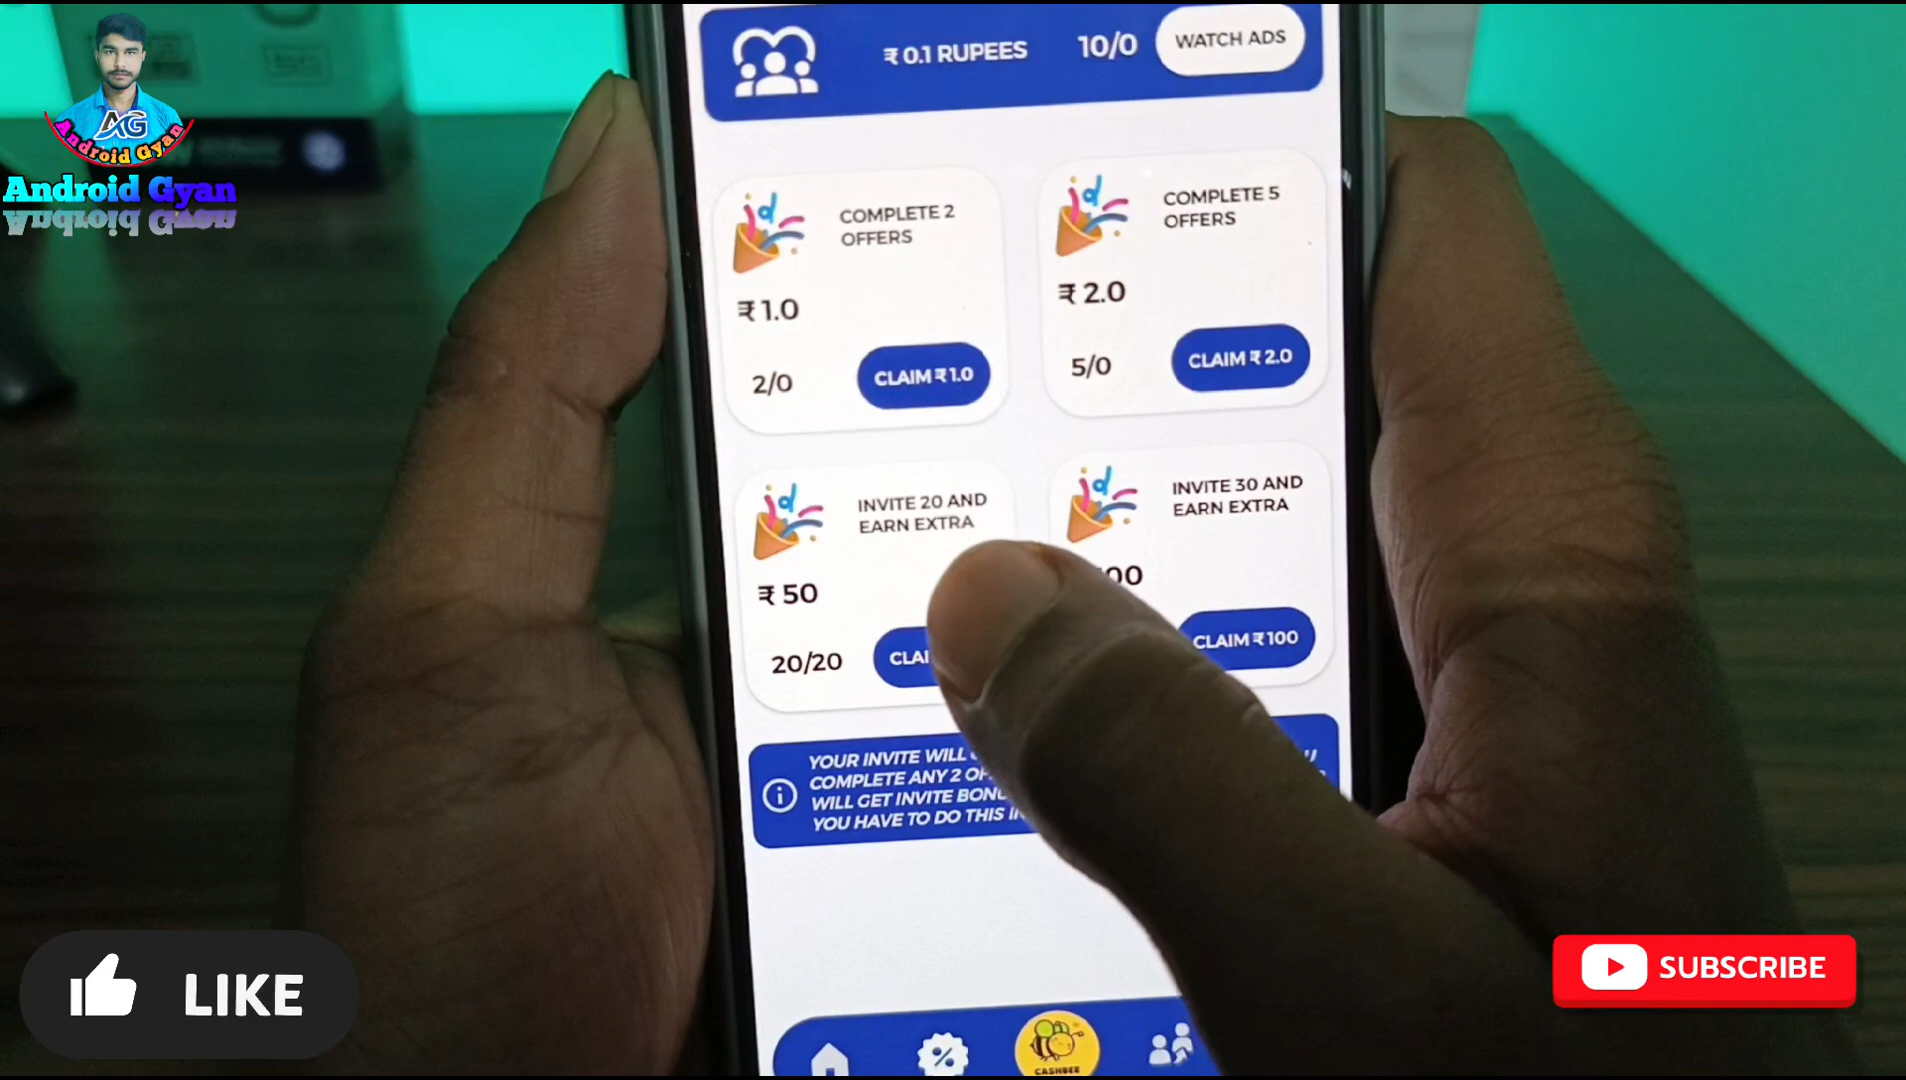 AG
Android Gyan
Android Gyan
₹ 0.1 RUPEES
10/0
WATCH ADS
COMPLETE 2
OFFERS
₹ 1.0
2/0
CLAIM ₹ 1.0
COMPLETE 5
OFFERS
₹ 2.0
5/0
CLAIM ₹ 2.0
INVITE 20 AND
EARN EXTRA
₹ 50
20/20
INVITE 30 AND
EARN EXTRA
CLAIM ₹ 100
YOUR INVITE WILL
COMPLETE ANY 2
WILL GET INVITE
YOU HAVE TO DO THIS
CASHBEE
LIKE
SUBSCRIBE